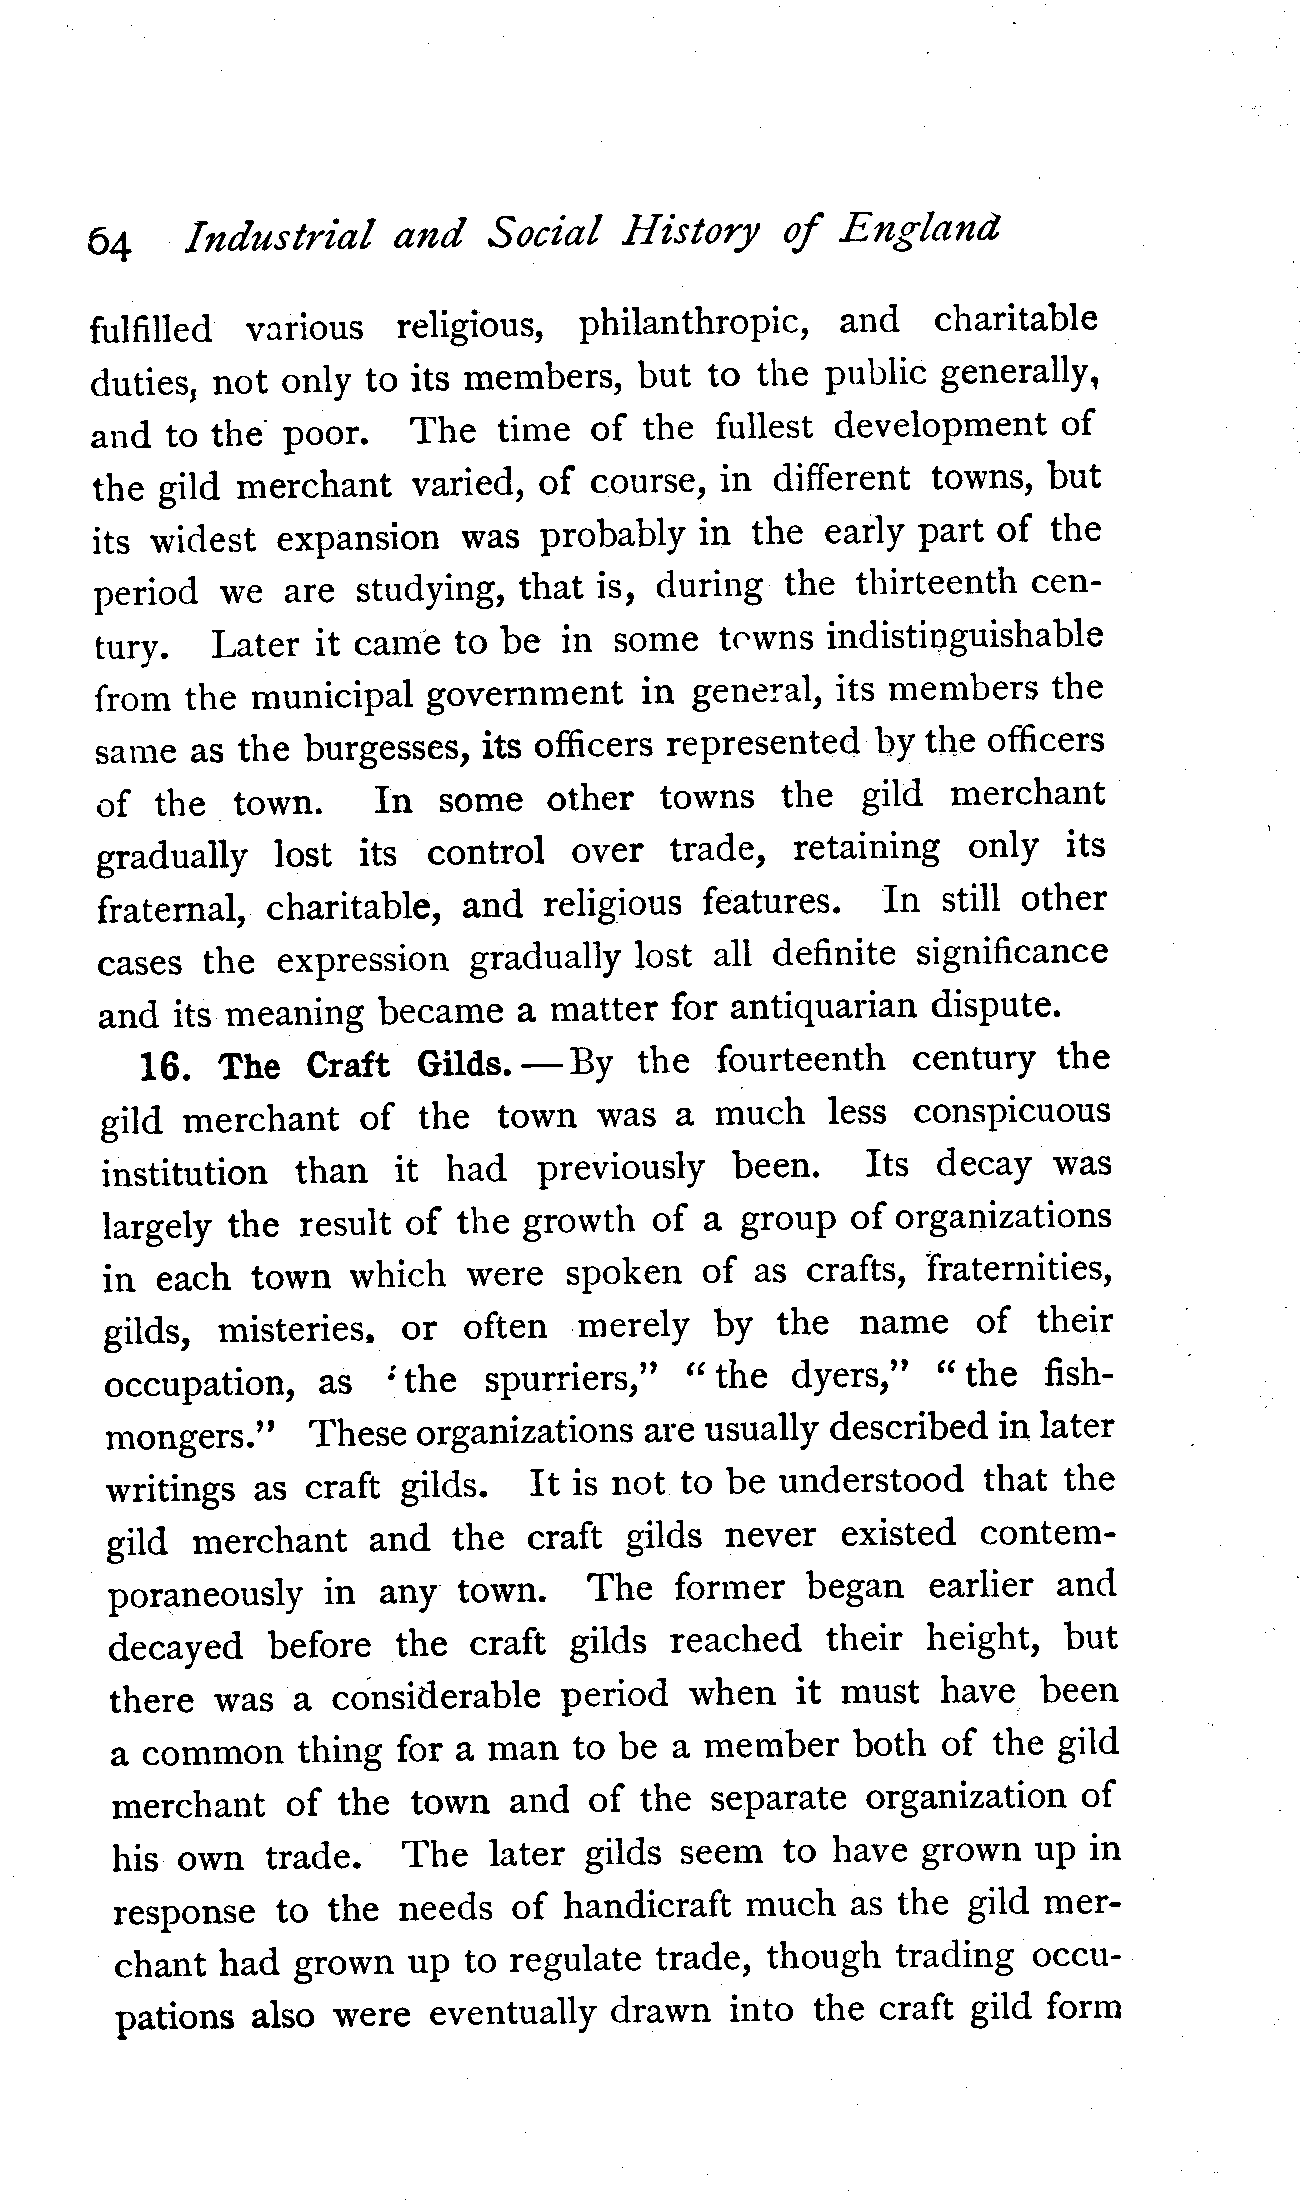 64 Industrial and Social History of England
fulfilled various religious, philanthropic, and charitable
duties, not only to its members, but to the public generally,
and to the poor. The time of the fullest development of
the gild merchant varied, of course, in different towns, but
its widest expansion was probably in the early part of the
period we are studying, that is, during the thirteenth cen-
tury. Later it came to be in some towns indistinguishable
from the municipal government in general, its members the
same as the burgesses, its officers represented by the officers
of the town. In some other towns the gild merchant
gradually lost its control over trade, retaining only its
fraternal, charitable, and religious features. In still other
cases the expression gradually lost all definite significance
and its meaning became a matter for antiquarian dispute.
16. The Craft Gilds. — By the fourteenth century the
gild merchant of the town was a much less conspicuous
institution than it had previously been. Its decay was
largely the result of the growth of a group of organizations
in each town which were spoken of as crafts, fraternities,
gilds, misteries, or often merely by the name of their
occupation, as "the spurriers," "the dyers," "the fish-
mongers." These organizations are usually described in later
writings as craft gilds. It is not to be understood that the
gild merchant and the craft gilds never existed contem-
poraneously in any town. The former began earlier and
decayed before the craft gilds reached their height, but
there was a considerable period when it must have been
a common thing for a man to be a member both of the gild
merchant of the town and of the separate organization of
his own trade. The later gilds seem to have grown up in
response to the needs of handicraft much as the gild mer-
chant had grown up to regulate trade, though trading occu-
pations also were eventually drawn into the craft gild form